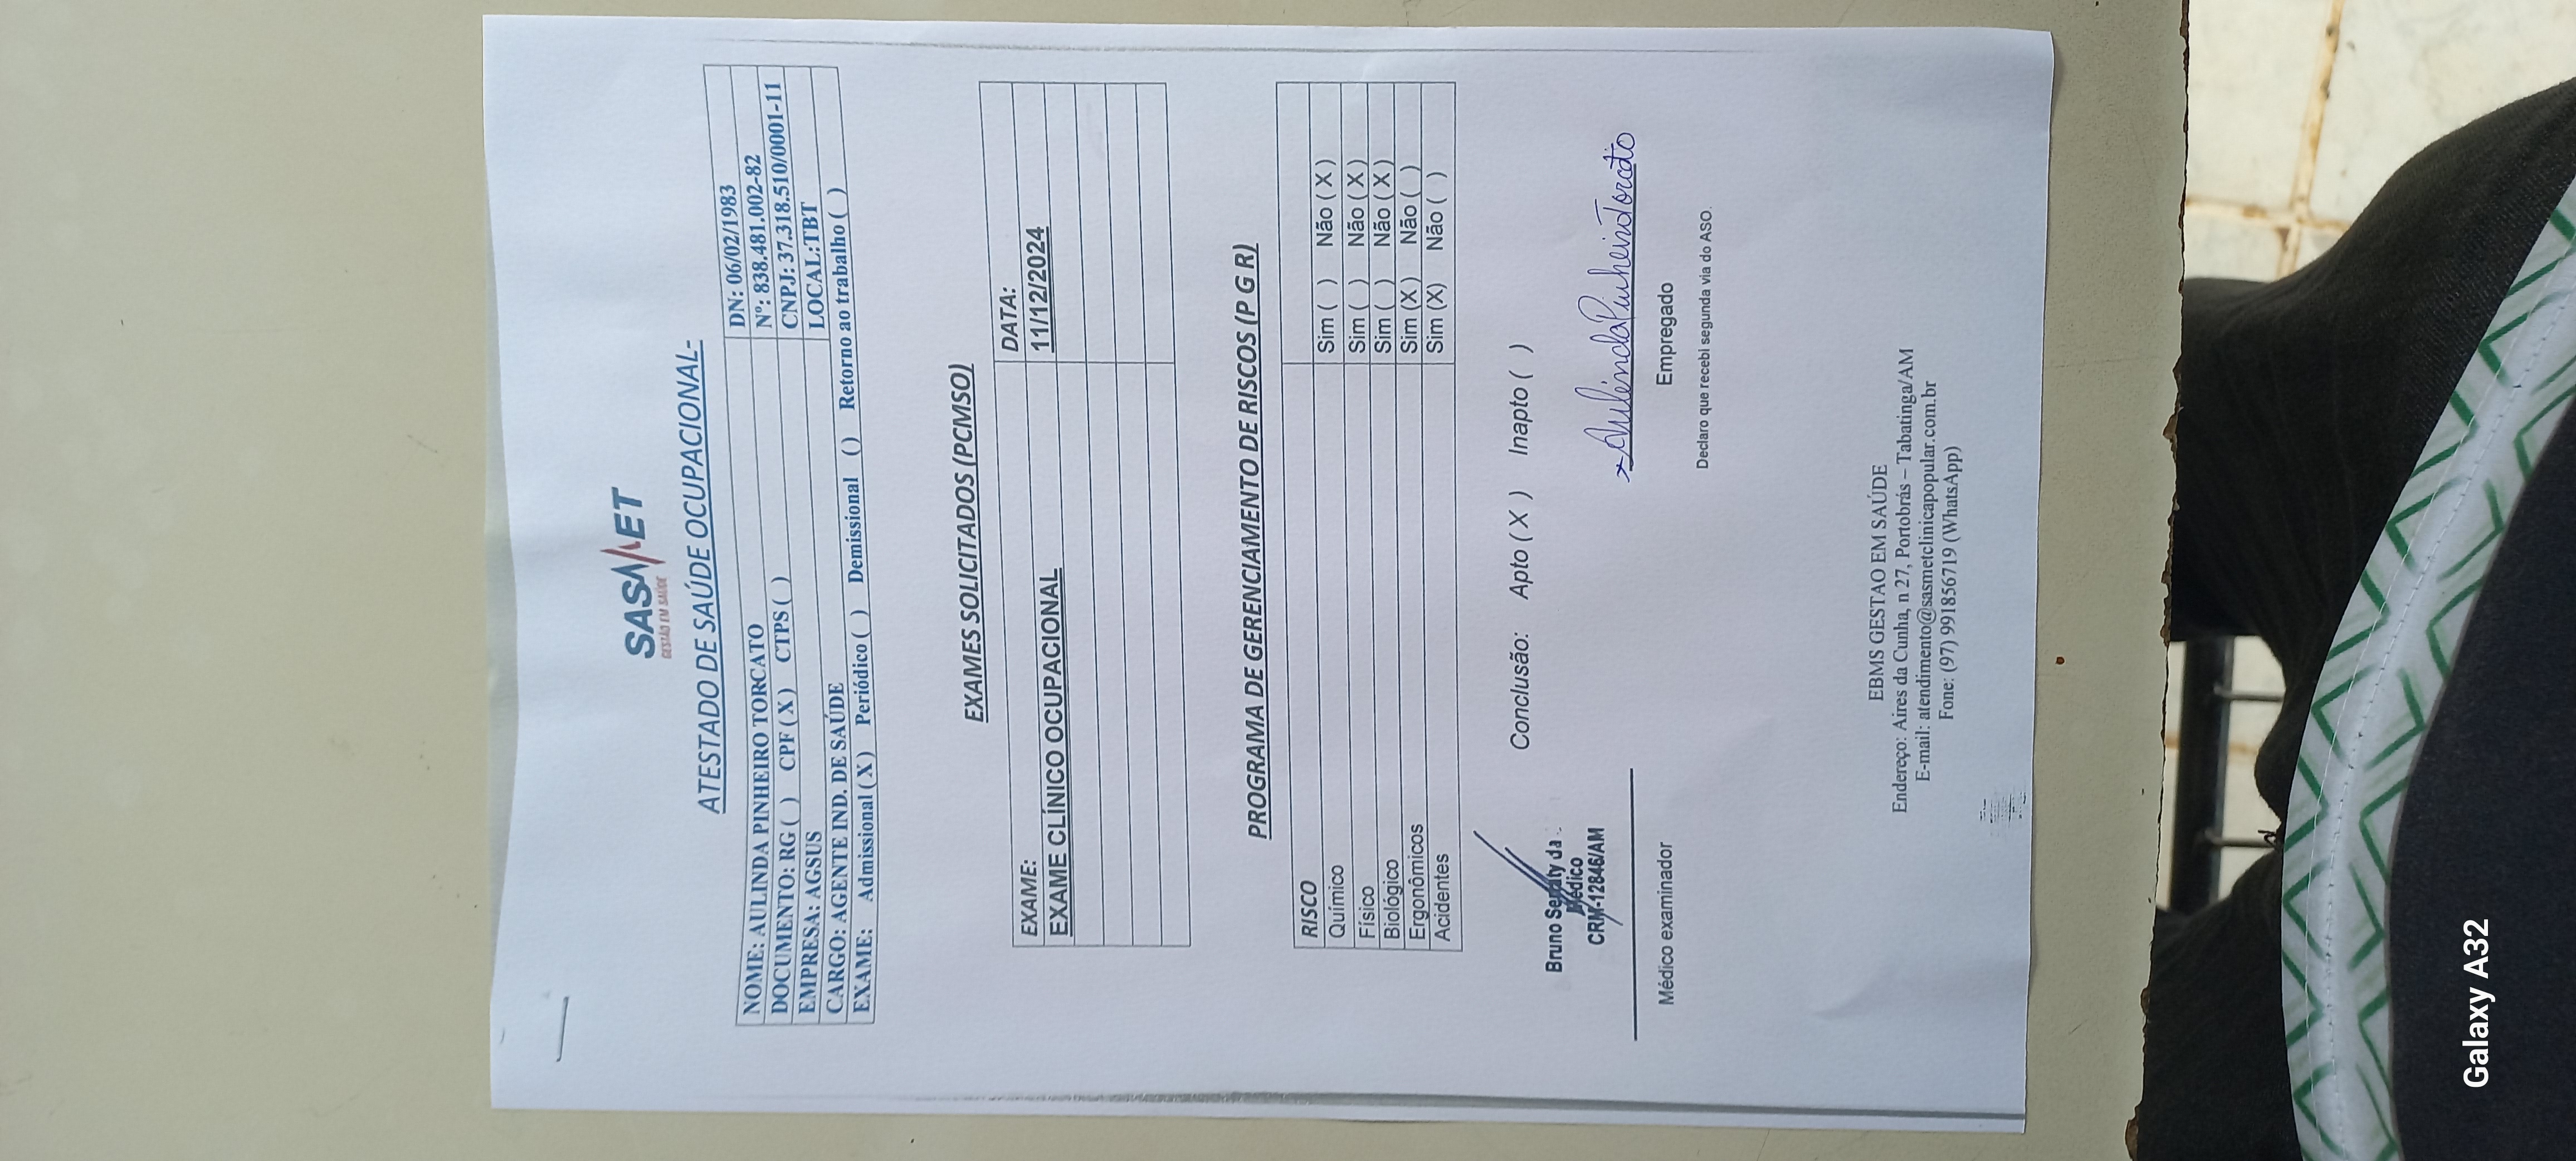 SASMET
GESTÃO EM SAÚDE
ATESTADO DE SAÚDE OCUPACIONAL-
NOME: AULINDA PINHEIRO TORCATO DN: 06/02/1983
DOCUMENTO: RG ( ) CPF ( X ) CTPS ( ) Nº: 838.481.002-82
EMPRESA: AGSUS CNPJ: 37.318.510/0001-11
CARGO: AGENTE IND. DE SAÚDE LOCAL:TBT
EXAME: Admissional ( X ) Periódico ( ) Demissional () Retorno ao trabalho ( )
EXAMES SOLICITADOS (PCMSO)
EXAME: DATA:
EXAME CLÍNICO OCUPACIONAL 11/12/2024
PROGRAMA DE GERENCIAMENTO DE RISCOS (P G R)
RISCO
Químico Sim ( ) Não ( X )
Físico Sim ( ) Não ( X )
Biológico Sim ( ) Não ( X )
Ergonômicos Sim (X ) Não ( )
Acidentes Sim (X) Não ( )
Conclusão: Apto ( X ) Inapto ( )
Bruno da
Médico
CRM-12846/AM
x Aulinda Pinheiro Torcato
Médico examinador Empregado
Declaro que recebi segunda via do ASO.
EBMS GESTAO EM SAÚDE
Endereço: Aires da Cunha, n 27, Portobrás – Tabatinga/AM
E-mail: atendimento@sasmetclinicapopular.com.br
Fone: (97) 991856719 (WhatsApp)
Galaxy A32